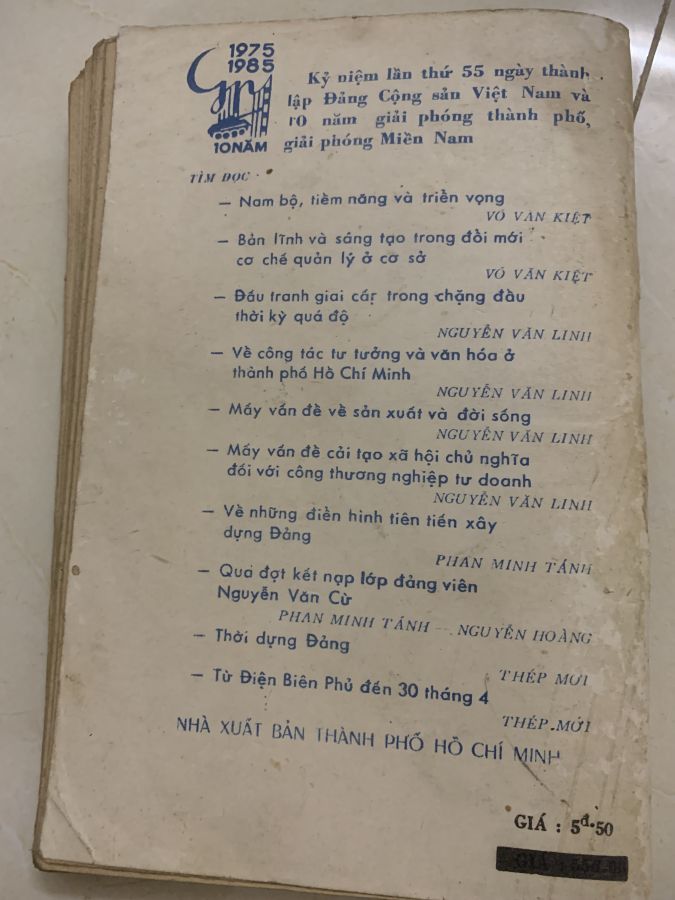 1975
1985
10 NĂM
Kỷ niệm lần thứ 55 ngày thành
lập Đảng Cộng sản Việt Nam và
10 năm giải phóng thành phố,
giải phóng Miền Nam
TÌM ĐỌC
— Nam bộ, tiềm năng và triển vọng
VÕ VĂN KIỆT
— Bản lĩnh và sáng tạo trong đổi mới
cơ chế quản lý ở cơ sở
VÕ VĂN KIỆT
— Đấu tranh giai cấp trong chặng đầu
thời kỳ quá độ
NGUYỄN VĂN LINH
— Về công tác tư tưởng và văn hóa ở
thành phố Hồ Chí Minh
NGUYỄN VĂN LINH
— Mấy vấn đề về sản xuất và đời sống
NGUYỄN VĂN LINH
— Mấy vấn đề cải tạo xã hội chủ nghĩa
đối với công thương nghiệp tư doanh
NGUYỄN VĂN LINH
— Về những điển hình tiên tiến xây
dựng Đảng
PHAN MINH TÁNH
— Qua đợt kết nạp lớp đảng viên
Nguyễn Văn Cừ
PHAN MINH TÁNH — NGUYỄN HOÀNG
— Thời dựng Đảng
THÉP MỚI
— Từ Điện Biên Phủ đến 30 tháng 4
THÉP MỚI
NHÀ XUẤT BẢN THÀNH PHỐ HỒ CHÍ MINH
GIÁ : 5đ.50